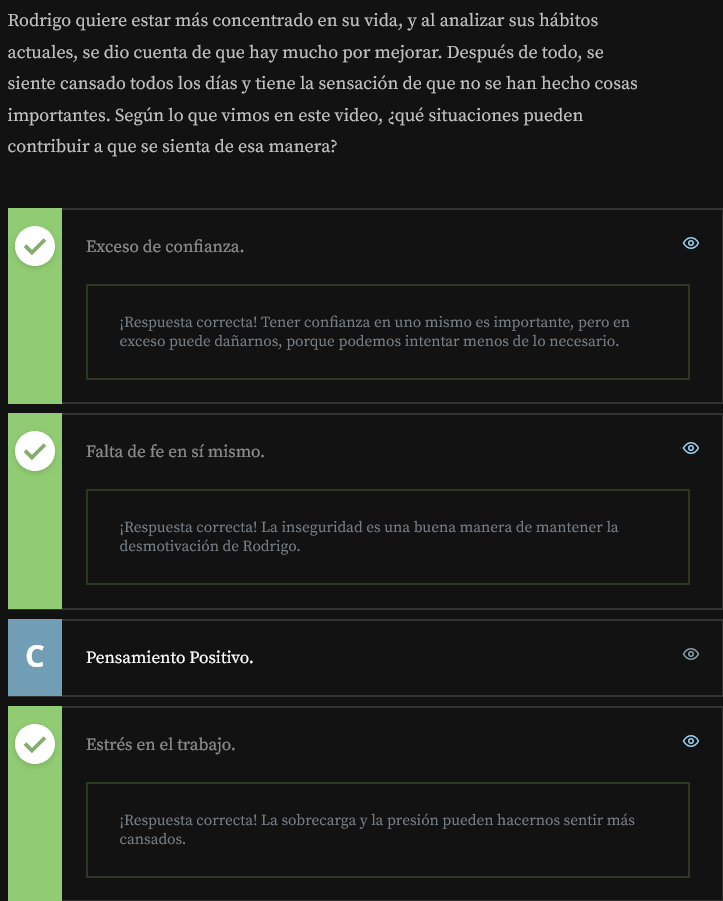 Rodrigo quiere estar más concentrado en su vida, y al analizar sus hábitos
actuales, se dio cuenta de que hay mucho por mejorar. Después de todo, se
siente cansado todos los días y tiene la sensación de que no se han hecho cosas
importantes. Según lo que vimos en este video, ¿qué situaciones pueden
contribuir a que se sienta de esa manera?
Exceso de confianza.
¡Respuesta correcta! Tener confianza en uno mismo es importante, pero en
exceso puede dañarnos, porque podemos intentar menos de lo necesario.
Falta de fe en sí mismo.
¡Respuesta correcta! La inseguridad es una buena manera de mantener la
desmotivación de Rodrigo.
C
Pensamiento Positivo.
Estrés en el trabajo.
¡Respuesta correcta! La sobrecarga y la presión pueden hacernos sentir más
cansados.